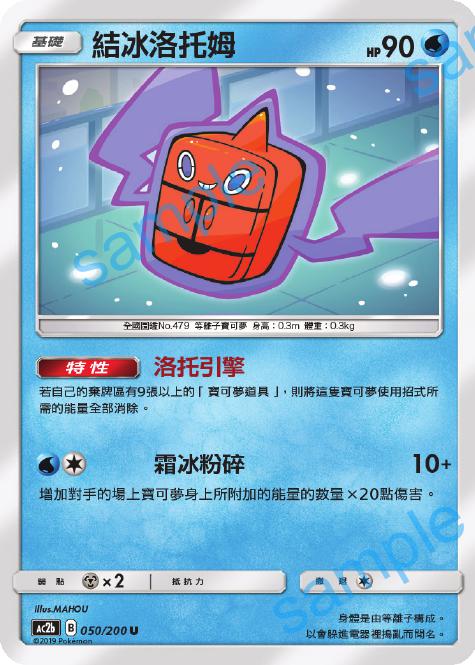 基礎
結冰洛托姆
HP90
全國圖鑑No.479 等離子寶可夢 身高：0.3m 體重：0.3kg
特性
洛托引擎
若自己的棄牌區有9張以上的「寶可夢道具」，則將這隻寶可夢使用招式所
需的能量全部消除。
霜冰粉碎 10+
增加對手的場上寶可夢身上所附加的能量的數量×20點傷害。
弱點 ×2 抵抗力 撤退
illus.MAHOU
AC2b B 050/200 U
©2019 Pokémon
身體是由等離子構成。
以會躲進電器裡搗亂而聞名。
sample
sample
sample
sample